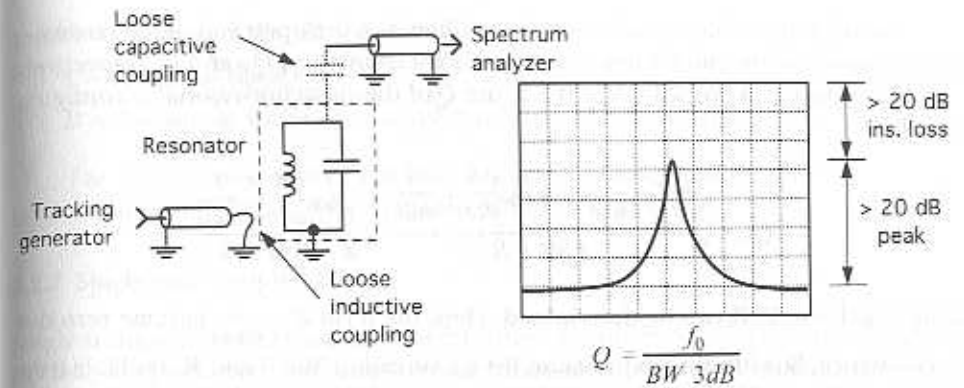 Loose
capacitive
coupling
Spectrum
analyzer
Resonator
Tracking
generator
Loose
inductive
coupling
> 20 dB
ins. loss
> 20 dB
peak
Q = f0
BW 3dB